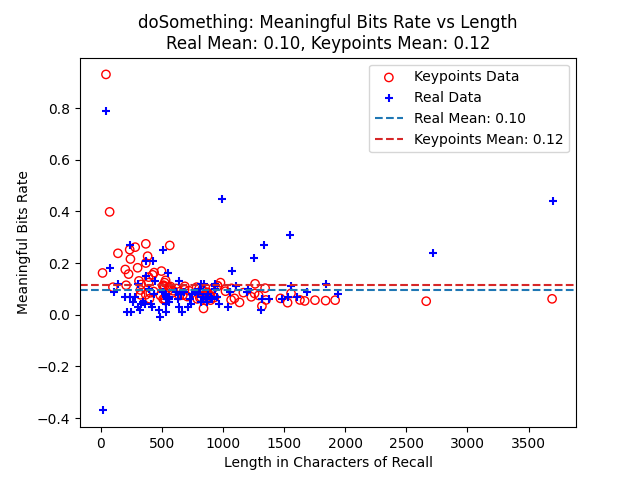 doSomething: Meaningful Bits Rate vs Length
Real Mean: 0.10, Keypoints Mean: 0.12
Keypoints Data
Real Data
Real Mean: 0.10
Keypoints Mean: 0.12
Meaningful Bits Rate
0.8
0.6
0.4
0.2
0.0
−0.2
−0.4
0 500 1000 1500 2000 2500 3000 3500
Length in Characters of Recall